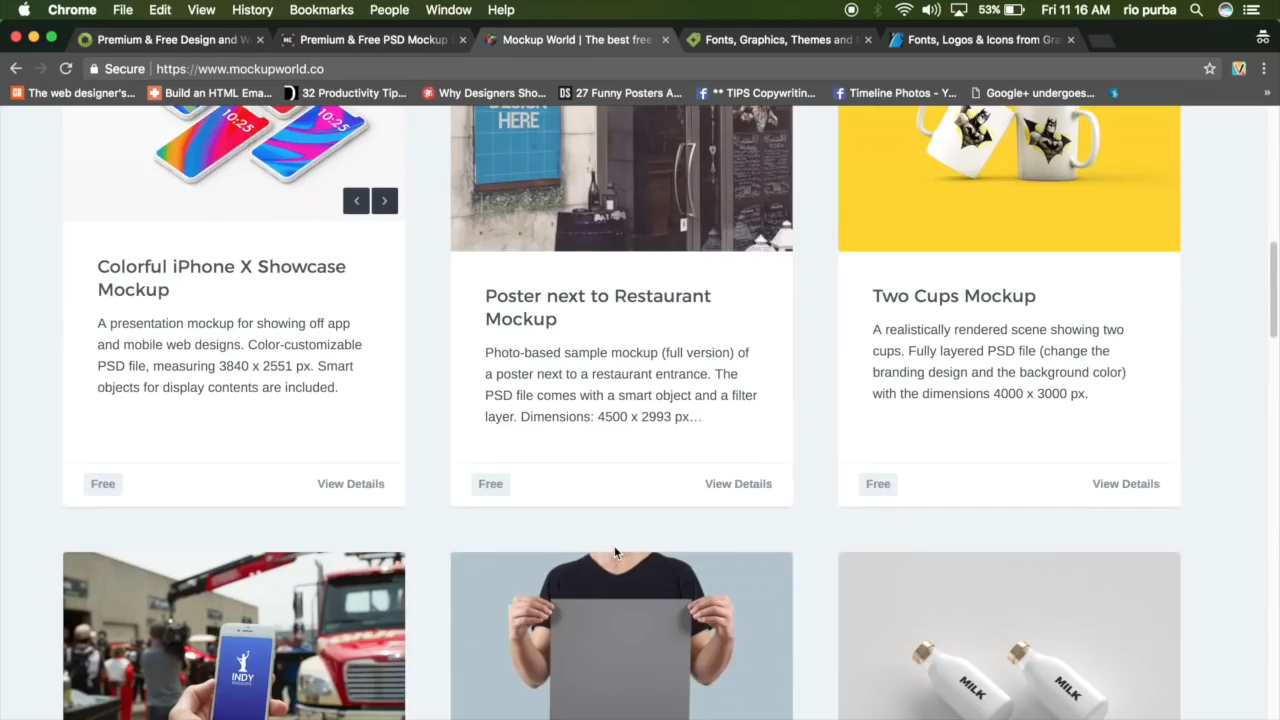 Chrome File Edit View History Bookmarks People Window Help 53% Fri 11 16 AM rio purba
Premium & Free Design and W
Premium & Free PSD Mockup
Mockup World | The best free
Fonts, Graphics, Themes and
Fonts, Logos & Icons from Gra
Secure https://www.mockupworld.co
The web designer's...
Build an HTML Ema...
32 Productivity Tip...
Why Designers Sho...
DS 27 Funny Posters A...
** TIPS Copywritin...
Timeline Photos - Y...
Google+ undergoes...
»
10:25
10:25
DESIGN
HERE
Colorful iPhone X Showcase
Mockup
A presentation mockup for showing off app
and mobile web designs. Color-customizable
PSD file, measuring 3840 x 2551 px. Smart
objects for display contents are included.
Free
View Details
Poster next to Restaurant
Mockup
Photo-based sample mockup (full version) of
a poster next to a restaurant entrance. The
PSD file comes with a smart object and a filter
layer. Dimensions: 4500 x 2993 px...
Free
View Details
Two Cups Mockup
A realistically rendered scene showing two
cups. Fully layered PSD file (change the
branding design and the background color)
with the dimensions 4000 x 3000 px.
Free
View Details
INDY
MILK
MILK